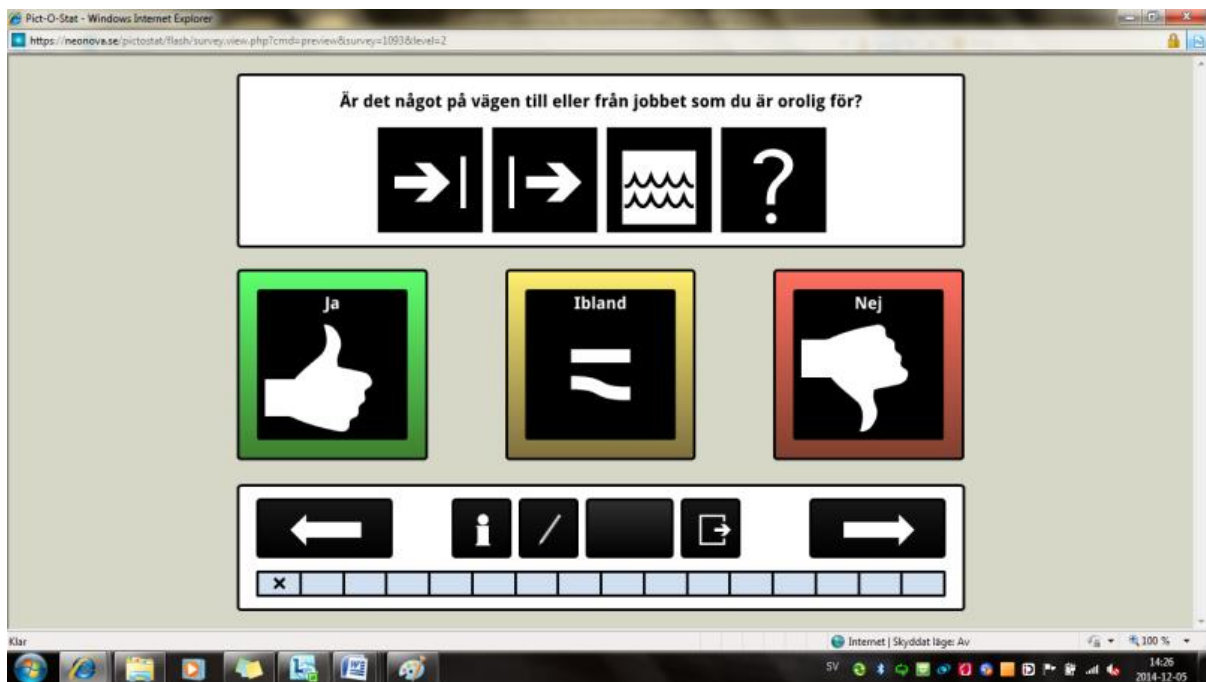 Pict-O-Stat - Windows Internet Explorer
https://neonova.se/pictostat/flash/survey.view.php?cmd=preview&survey=1093&level=2
Är det något på vägen till eller från jobbet som du är orolig för?
?
Ja
Ibland
Nej
Klar
Internet | Skyddat läge: Av
100 %
SV
14:26
2014-12-05